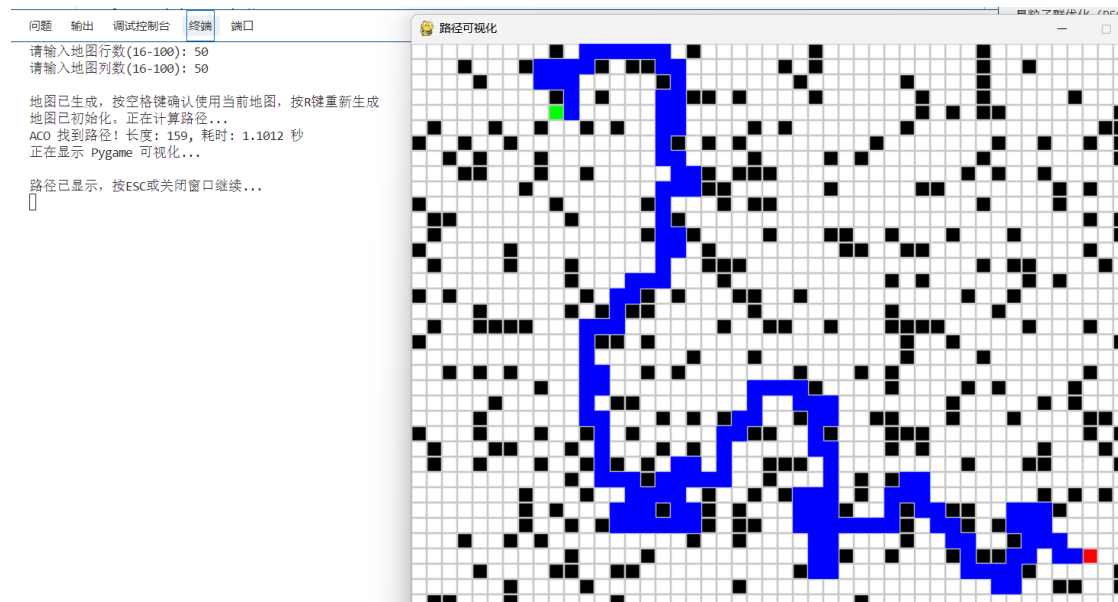 问题 输出 调试控制台 终端 端口
请输入地图行数(16-100): 50
请输入地图列数(16-100): 50
地图已生成，按空格键确认使用当前地图，按R键重新生成
地图已初始化。正在计算路径...
ACO 找到路径! 长度: 159, 耗时: 1.1012 秒
正在显示 Pygame 可视化...
路径已显示，按ESC或关闭窗口继续...
路径可视化